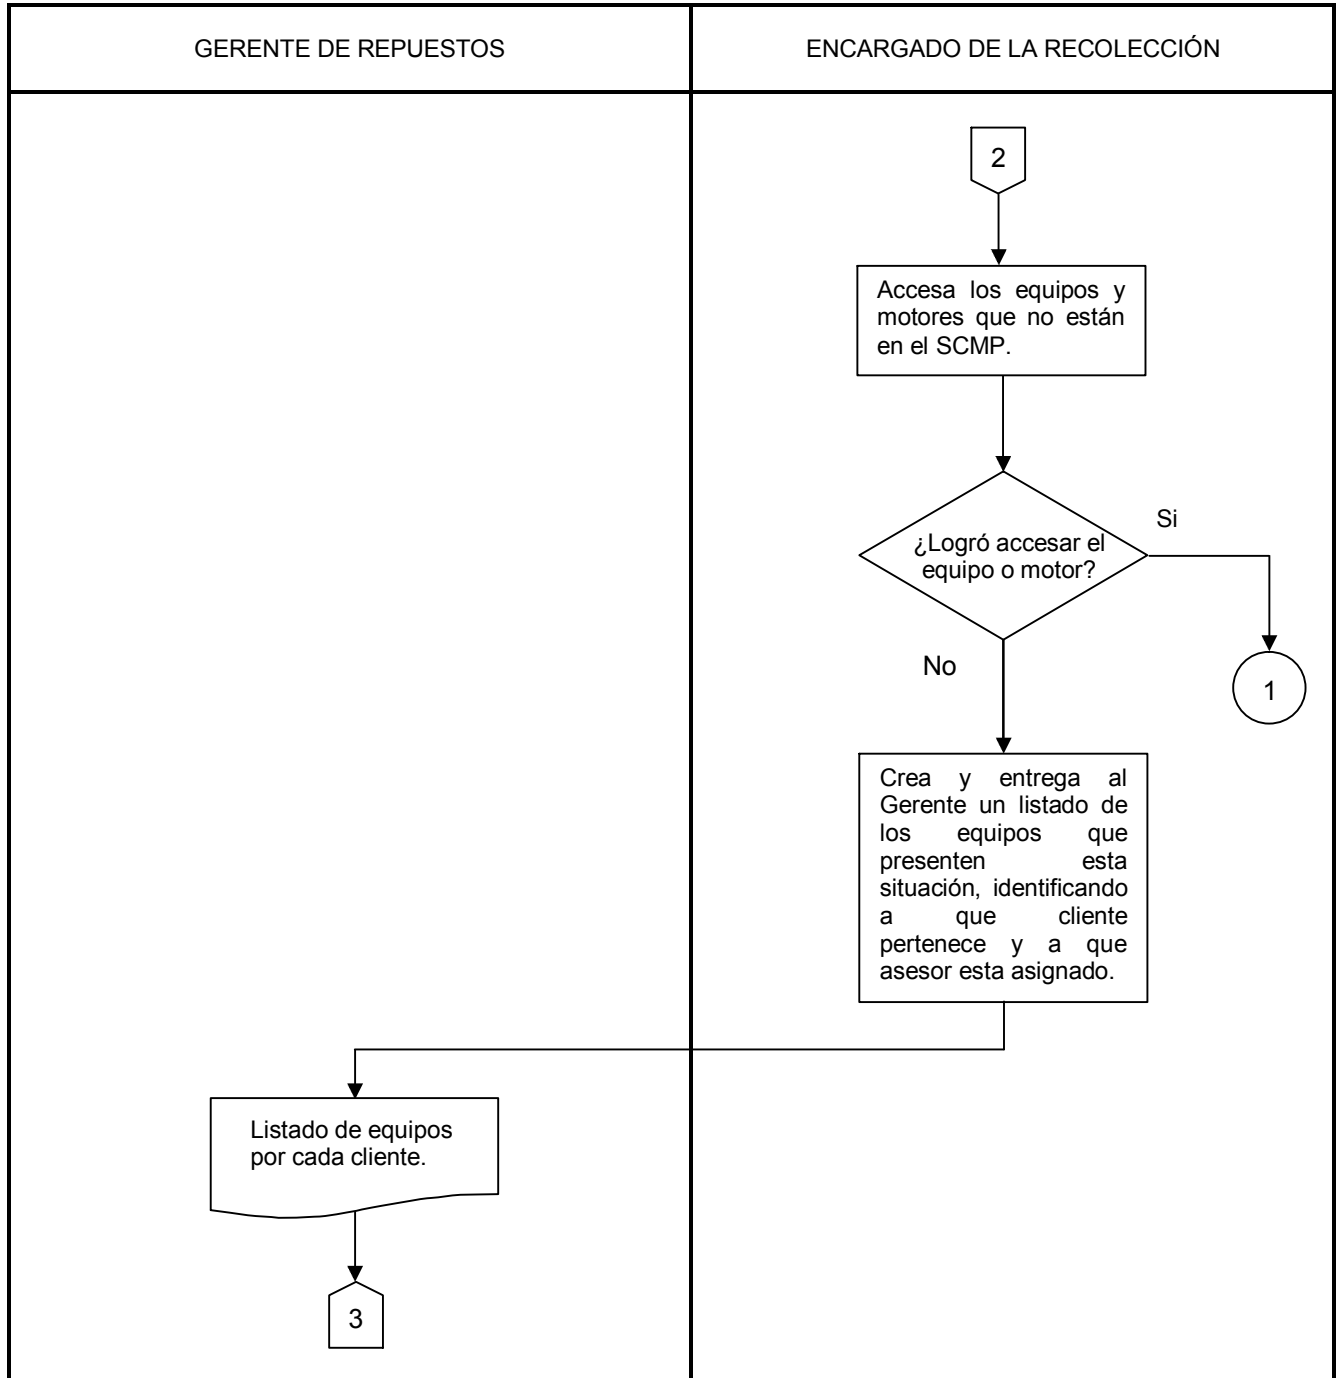 GERENTE DE REPUESTOS
ENCARGADO DE LA RECOLECCIÓN
2
Accesa los equipos y
motores que no están
en el SCMP.
Si
¿Logró accesar el
equipo o motor?
No
1
Crea y entrega al
Gerente un listado de
los equipos que
presenten esta
situación, identificando
a que cliente
pertenece y a que
asesor esta asignado.
Listado de equipos
por cada cliente.
3